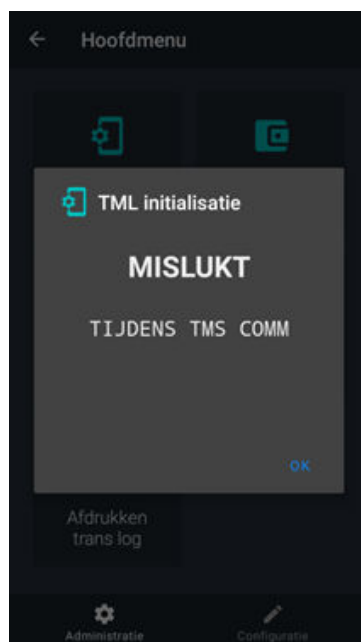 Hoofdmenu
TML initialisatie
MISLUKT
TIJDENS TMS COMM
OK
Afdrukken
trans log
Administratie
Configuratie